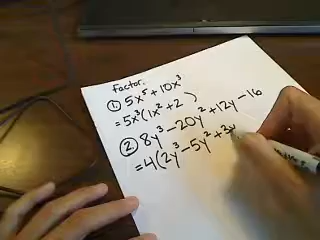 Factor.
① 5x⁵ + 10x³
= 5x³(1x² + 2 )
② 8y³ - 20y² + 12y - 16
= 4(2y³ - 5y² + 3y